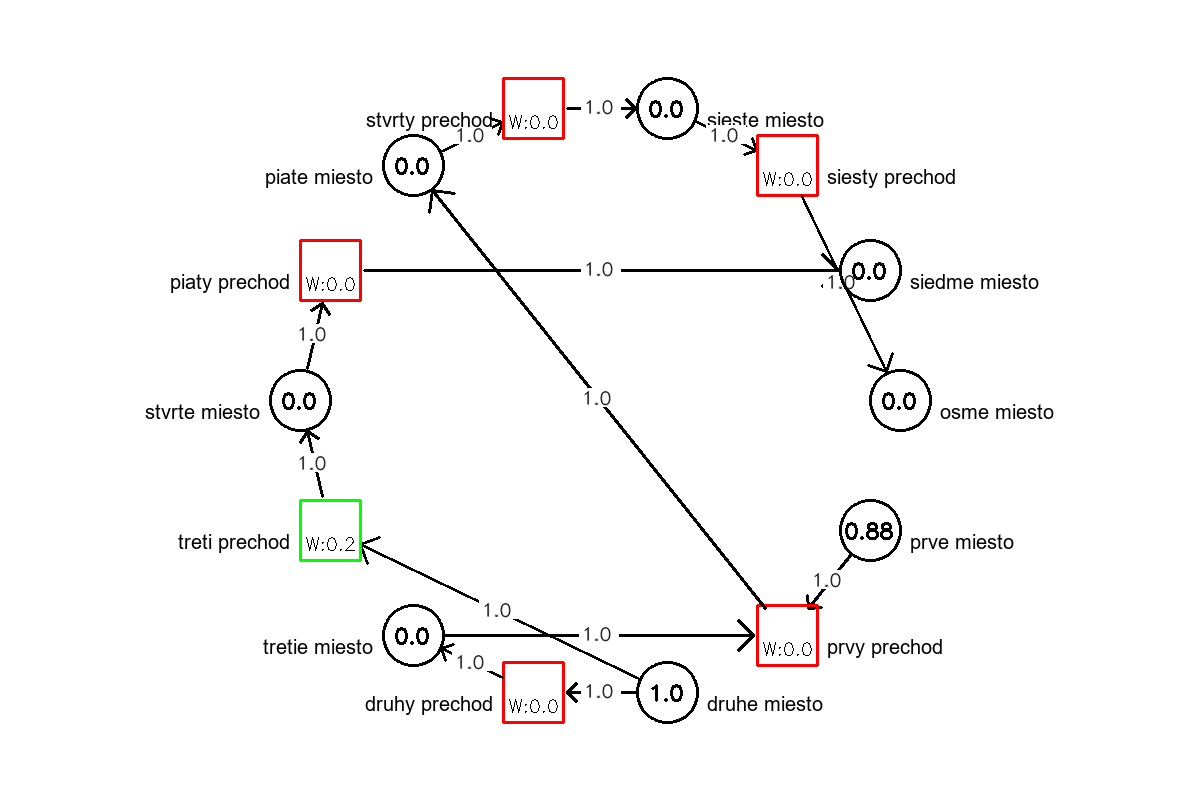 stvrty prechod
W:0.0
1.0
0.0
sieste miesto
1.0
1.0
piate miesto
0.0
W:0.0
siesty prechod
piaty prechod
W:0.0
1.0
0.0
siedme miesto
1.0
1.0
stvrte miesto
0.0
1.0
0.0
osme miesto
1.0
treti prechod
W:0.2
0.88
prve miesto
1.0
1.0
tretie miesto
0.0
1.0
W:0.0
prvy prechod
1.0
druhy prechod
W:0.0
1.0
1.0
druhe miesto